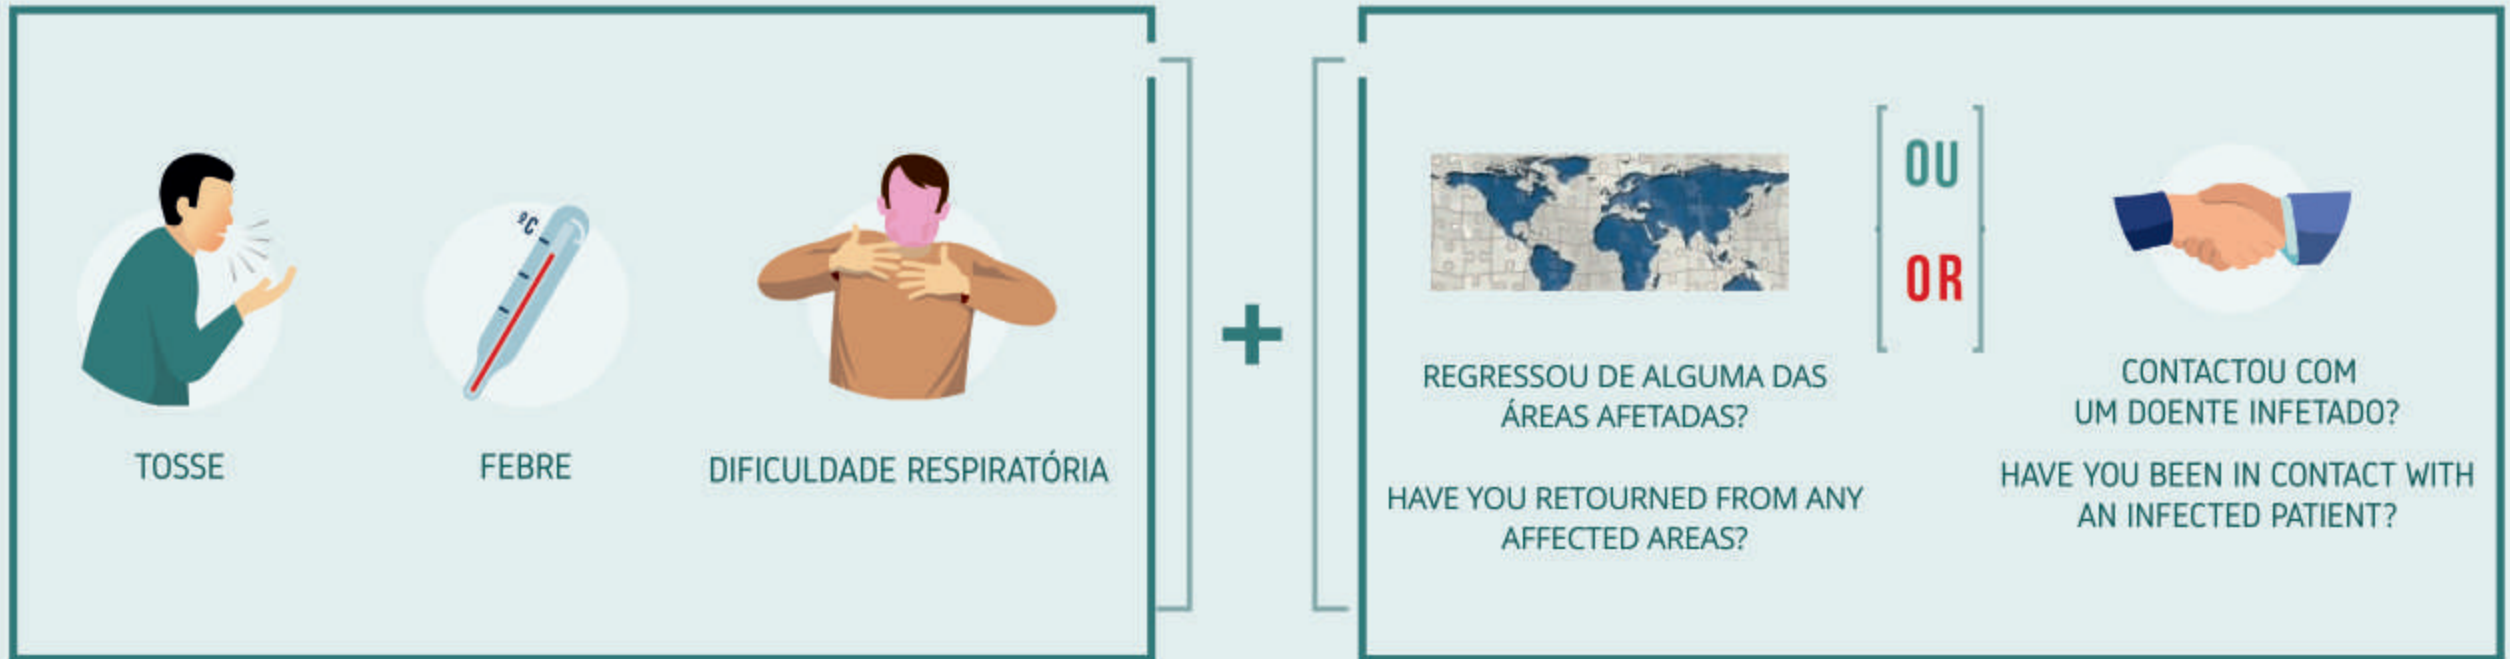 ºC
TOSSE
FEBRE
DIFICULDADE RESPIRATÓRIA
+
REGRESSOU DE ALGUMA DAS
ÁREAS AFETADAS?
HAVE YOU RETOURNED FROM ANY
AFFECTED AREAS?
OU
OR
CONTACTOU COM
UM DOENTE INFETADO?
HAVE YOU BEEN IN CONTACT WITH
AN INFECTED PATIENT?